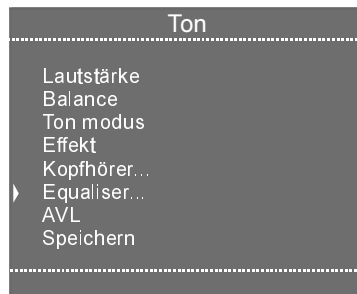 Ton
Lautstärke
Balance
Ton modus
Effekt
Kopfhörer...
Equaliser...
AVL
Speichern